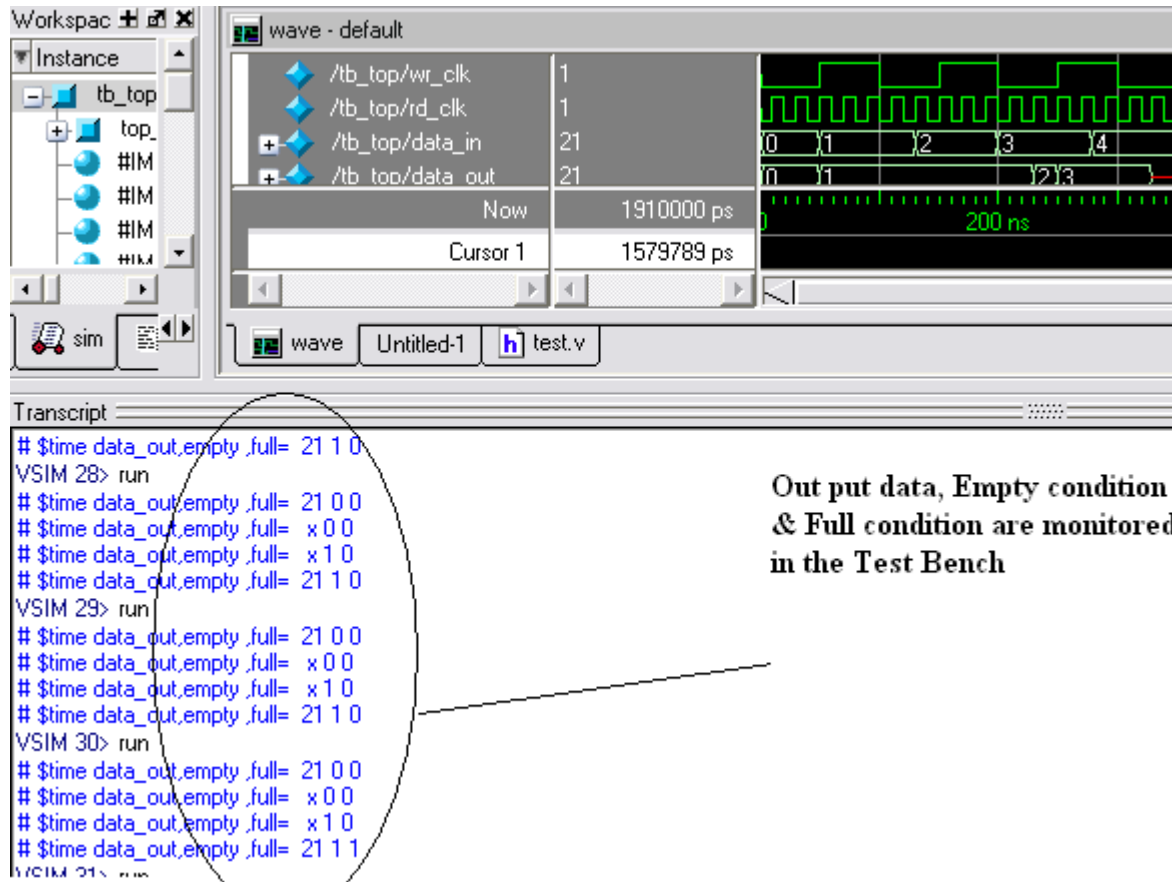 Workspac
Instance
tb_top
top_
#IM
#IM
#IM
#IM
sim
wave - default
/tb_top/wr_clk 1
/tb_top/rd_clk 1
/tb_top/data_in 21 0 1 2 3 4
/tb_top/data_out 21 0 1 2 3
Now 1910000 ps 200 ns
Cursor 1 1579789 ps
wave Untitled-1 h test.v
Transcript
# $time data_out,empty ,full= 21 1 0
VSIM 28> run
# $time data_out,empty ,full= 21 0 0
# $time data_out,empty ,full= x 0 0
# $time data_out,empty ,full= x 1 0
# $time data_out,empty ,full= 21 1 0
VSIM 29> run
# $time data_out,empty ,full= 21 0 0
# $time data_out,empty ,full= x 0 0
# $time data_out,empty ,full= x 1 0
# $time data_out,empty ,full= 21 1 0
VSIM 30> run
# $time data_out,empty ,full= 21 0 0
# $time data_out,empty ,full= x 0 0
# $time data_out,empty ,full= x 1 0
# $time data_out,empty ,full= 21 1 1
VSIM 31> run
Out put data, Empty condition
& Full condition are monitored
in the Test Bench